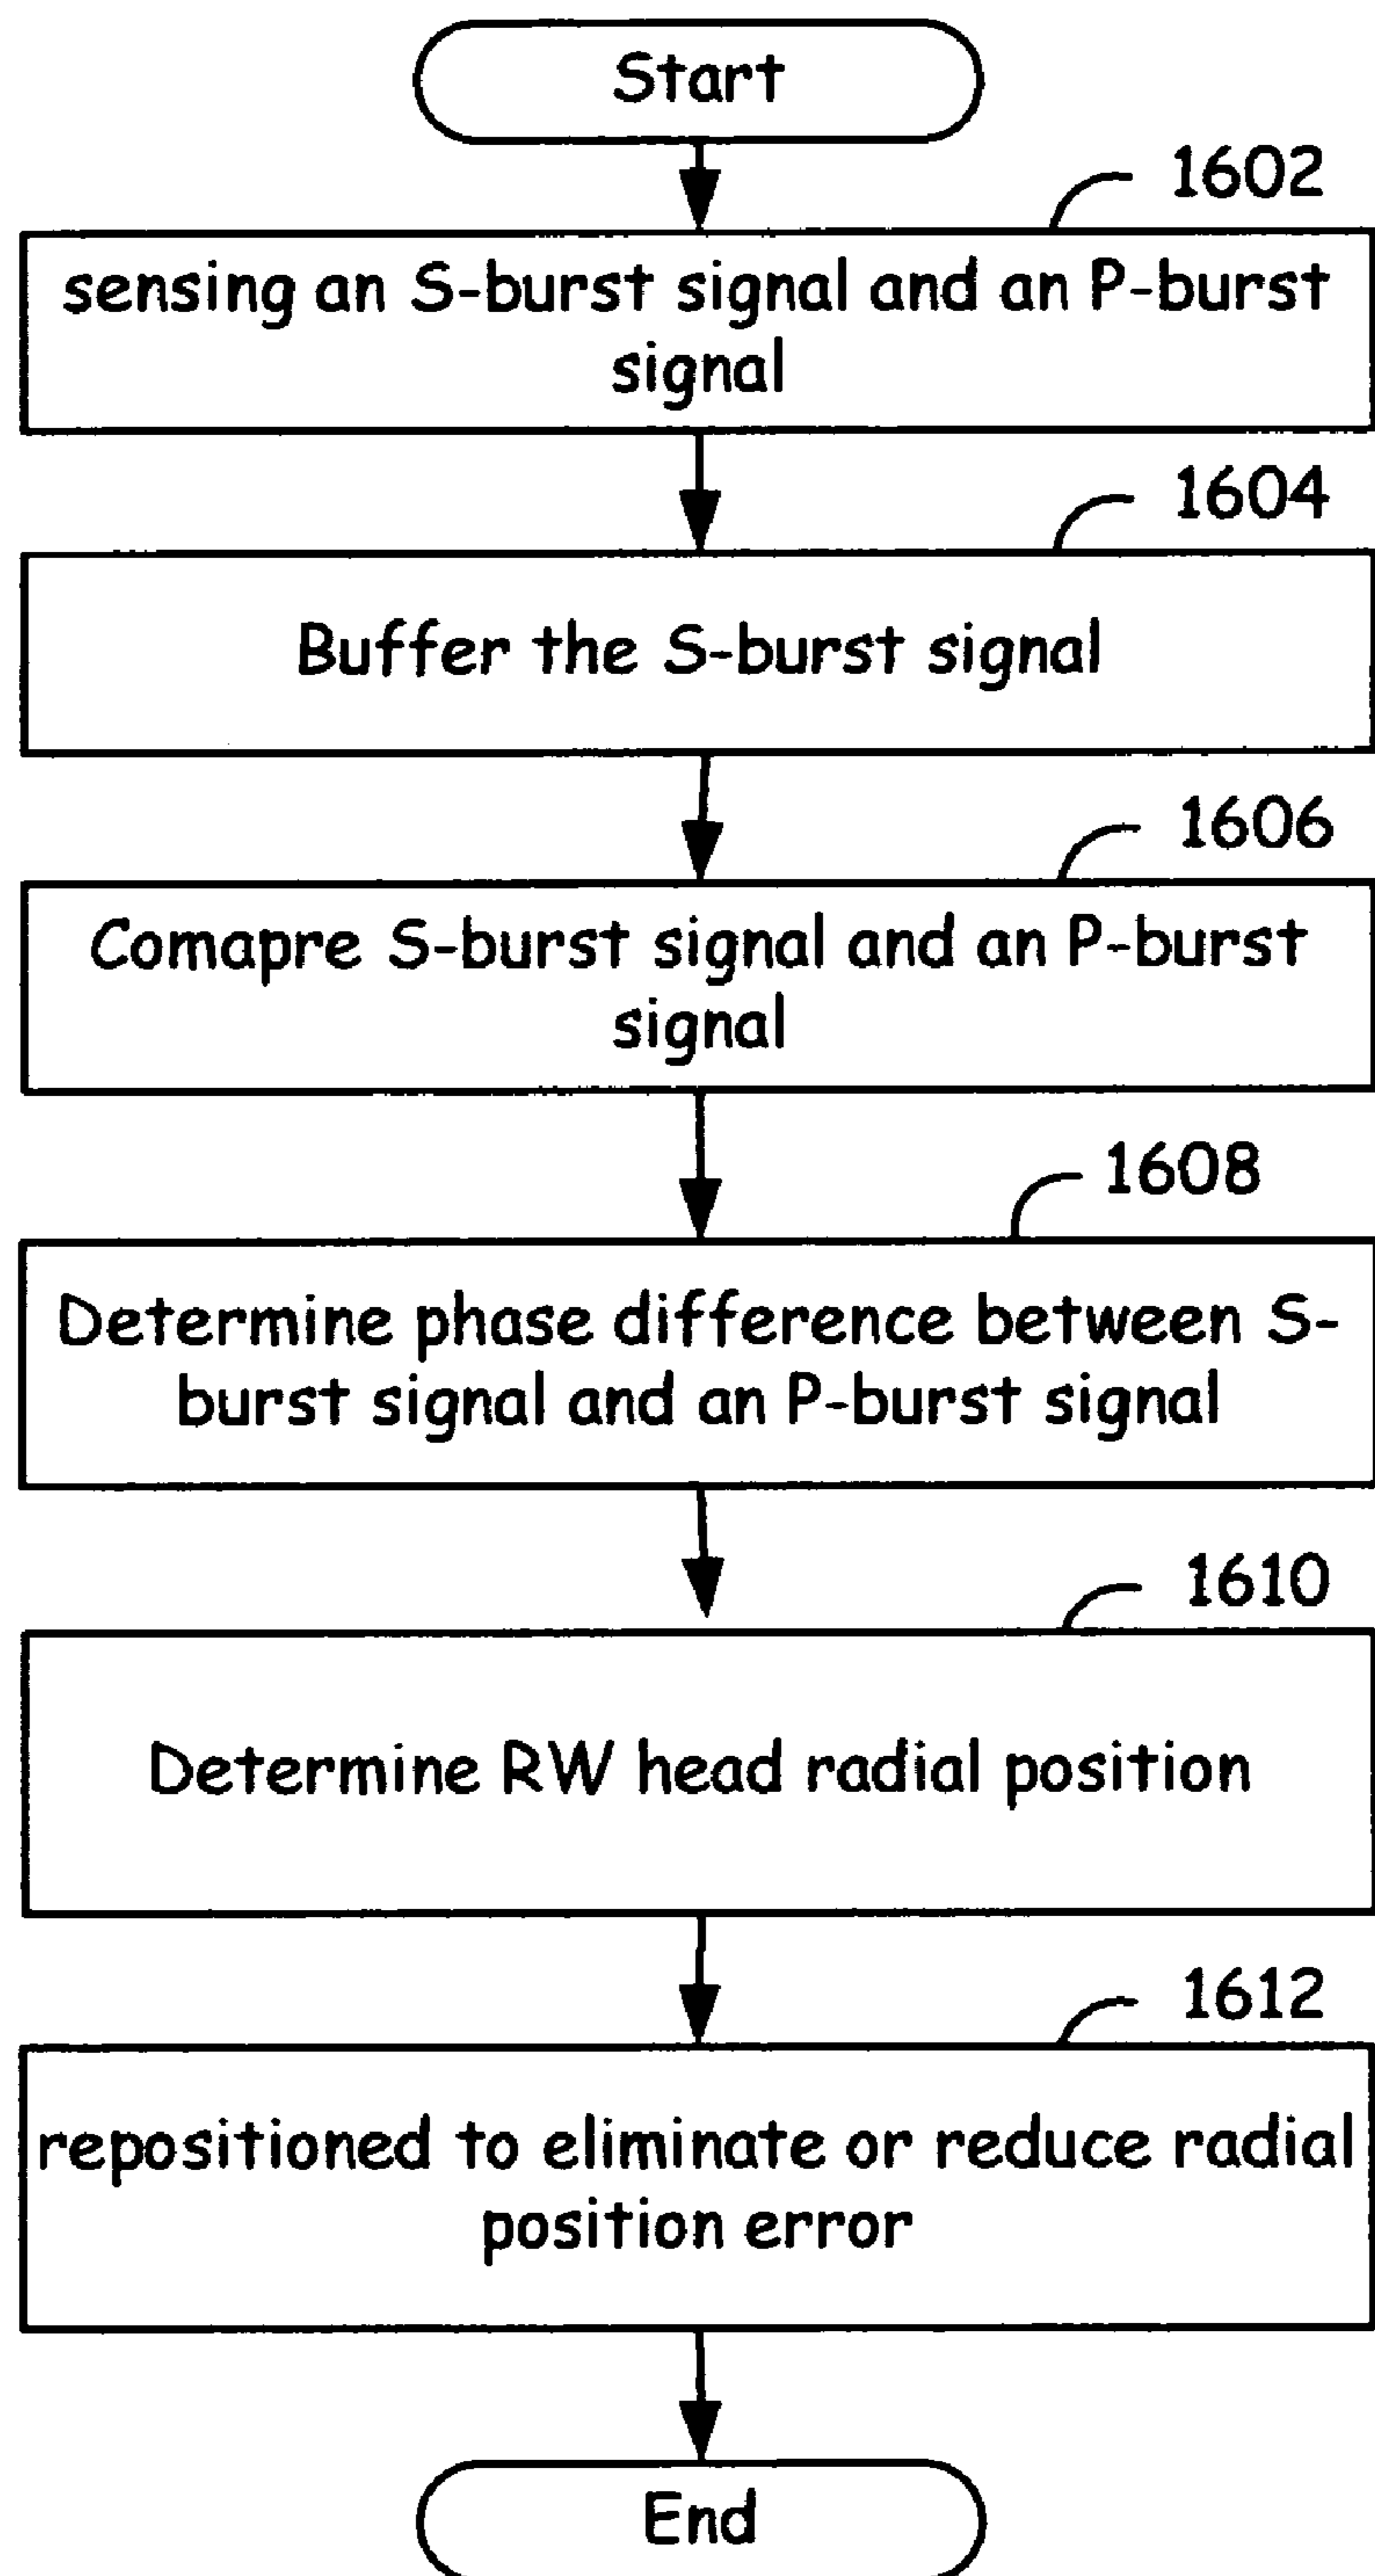 Start
1602
sensing an S-burst signal and an P-burst
signal
1604
Buffer the S-burst signal
1606
Comapre S-burst signal and an P-burst
signal
1608
Determine phase difference between S-
burst signal and an P-burst signal
1610
Determine RW head radial position
1612
repositioned to eliminate or reduce radial
position error
End